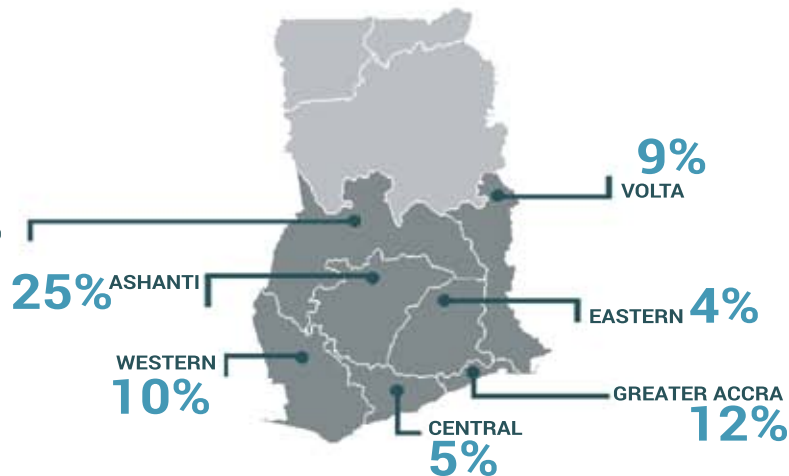 9%
VOLTA
25% ASHANTI
EASTERN 4%
WESTERN
10%
GREATER ACCRA
12%
CENTRAL
5%